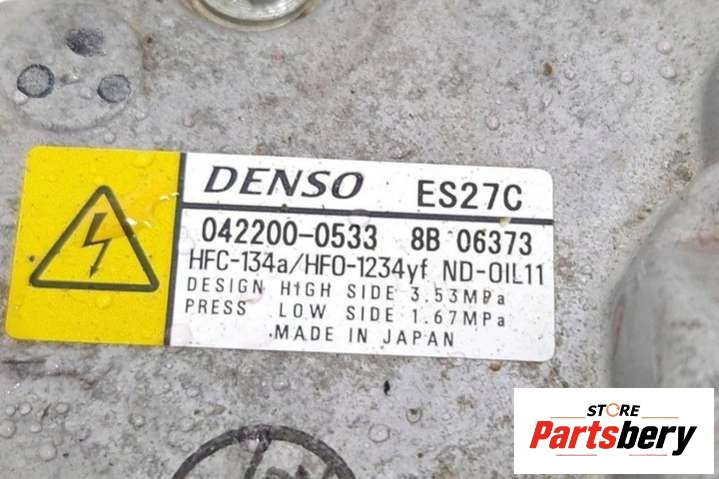 DENSO ES27C
042200-0533 8B 06373
HFC-134a/HFO-1234yf ND-OIL11
DESIGN HIGH SIDE 3.53MPa
PRESS LOW SIDE 1.67MPa
MADE IN JAPAN
STORE
Partsbery